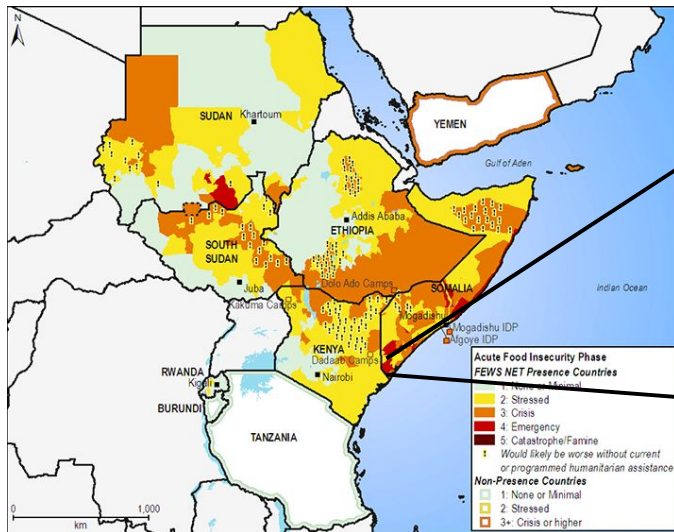 N
SUDAN
Khartoum
YEMEN
Gulf of Aden
Addis Ababa
ETHIOPIA
SOUTH
SUDAN
Juba
Dolo Ado Camps
SOMALIA
Kakuma Camps
Mogadishu
Mogadishu IDP
Afgoye IDP
Indian Ocean
KENYA
Dadaab Camps
Nairobi
RWANDA
Kigali
BURUNDI
TANZANIA
0
1,000
km
Acute Food Insecurity Phase
FEWS NET Presence Countries
1: None or Minimal
2: Stressed
3: Crisis
4: Emergency
5: Catastrophe/Famine
! Would likely be worse without current
or programmed humanitarian assistance
Non-Presence Countries
1: None or Minimal
2: Stressed
3+: Crisis or higher